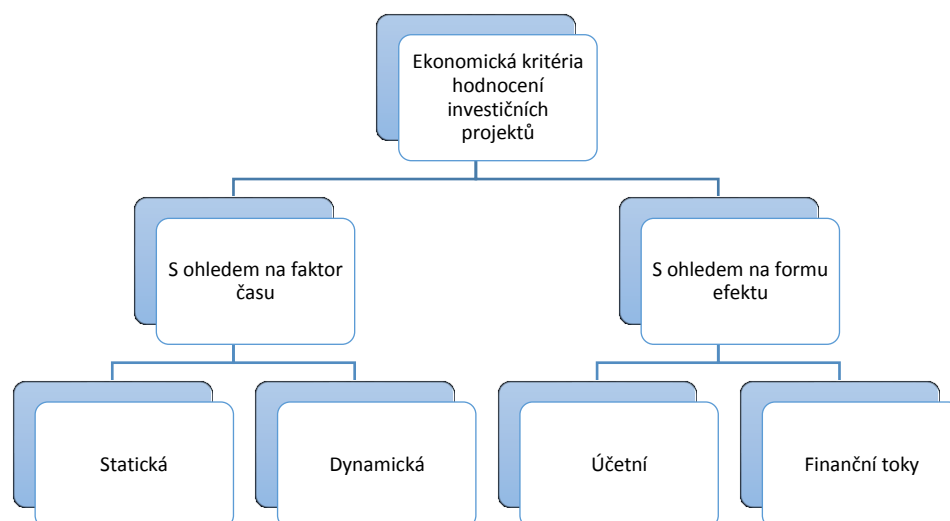 Ekonomická kritéria
hodnocení
investičních
projektů
S ohledem na faktor
času
S ohledem na formu
efektu
Statická
Dynamická
Účetní
Finanční toky